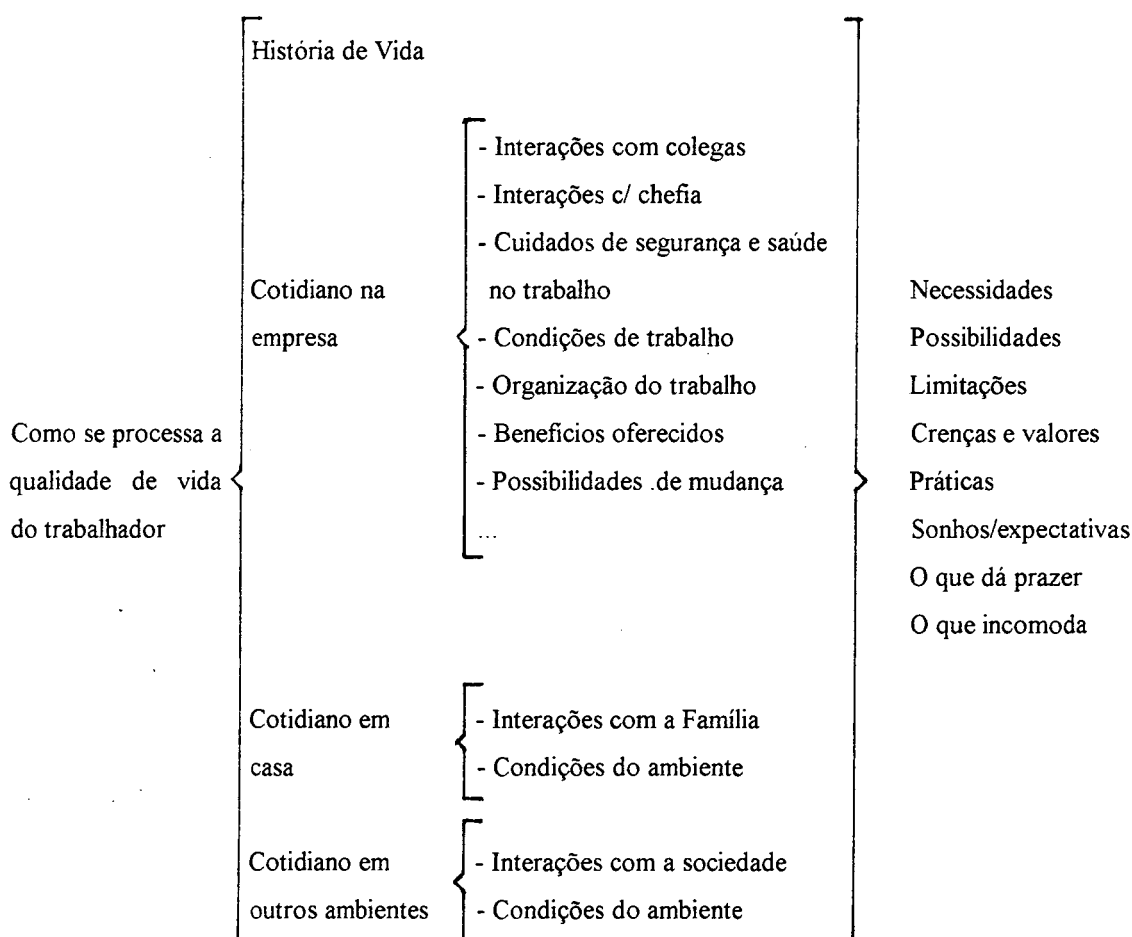 Como se processa a
qualidade de vida
do trabalhador
História de Vida
Cotidiano na
empresa
- Interações com colegas
- Interações c/ chefia
- Cuidados de segurança e saúde
no trabalho
- Condições de trabalho
- Organização do trabalho
- Benefícios oferecidos
- Possibilidades .de mudança
...
Cotidiano em
casa
- Interações com a Família
- Condições do ambiente
Cotidiano em
outros ambientes
- Interações com a sociedade
- Condições do ambiente
Necessidades
Possibilidades
Limitações
Crenças e valores
Práticas
Sonhos/expectativas
O que dá prazer
O que incomoda